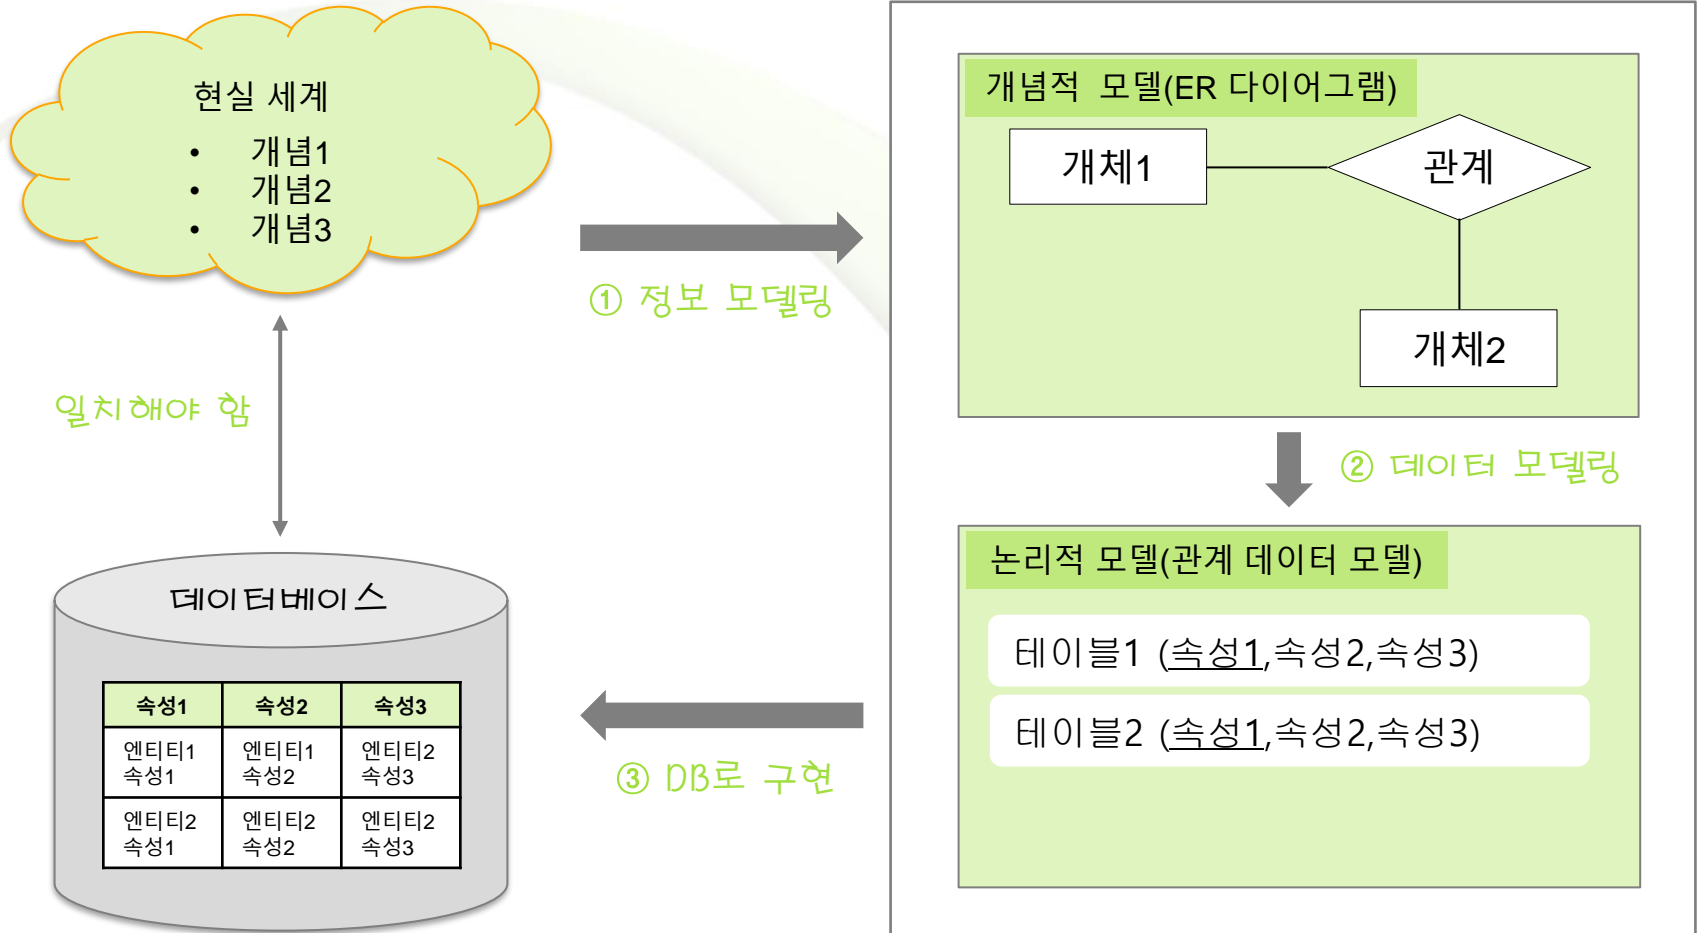 현실 세계
• 개념1
• 개념2
• 개념3
① 정보 모델링
개념적 모델(ER 다이어그램)
개체1
관계
개체2
② 데이터 모델링
논리적 모델(관계 데이터 모델)
테이블1 (속성1,속성2,속성3)
테이블2 (속성1,속성2,속성3)
③ DB로 구현
일치해야 함
데이터베이스
속성1 속성2 속성3
엔티티1 엔티티1 엔티티2
속성1 속성2 속성3
엔티티2 엔티티2 엔티티2
속성1 속성2 속성3